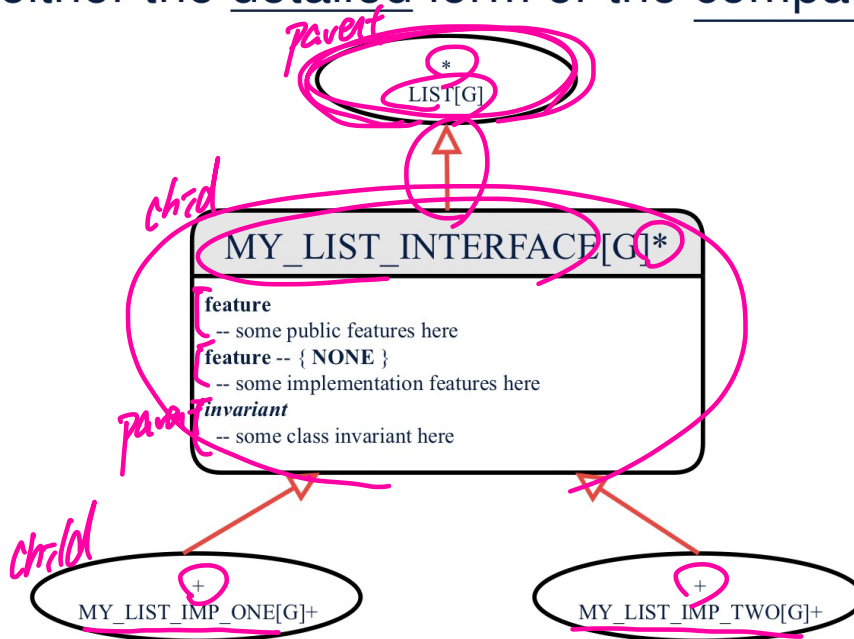 either the detailed form or the compa
parent
*
LIST[G]
child
MY_LIST_INTERFACE[G]*
feature
-- some public features here
feature -- { NONE }
-- some implementation features here
parent
invariant
-- some class invariant here
child
+
MY_LIST_IMP_ONE[G]+
+
MY_LIST_IMP_TWO[G]+